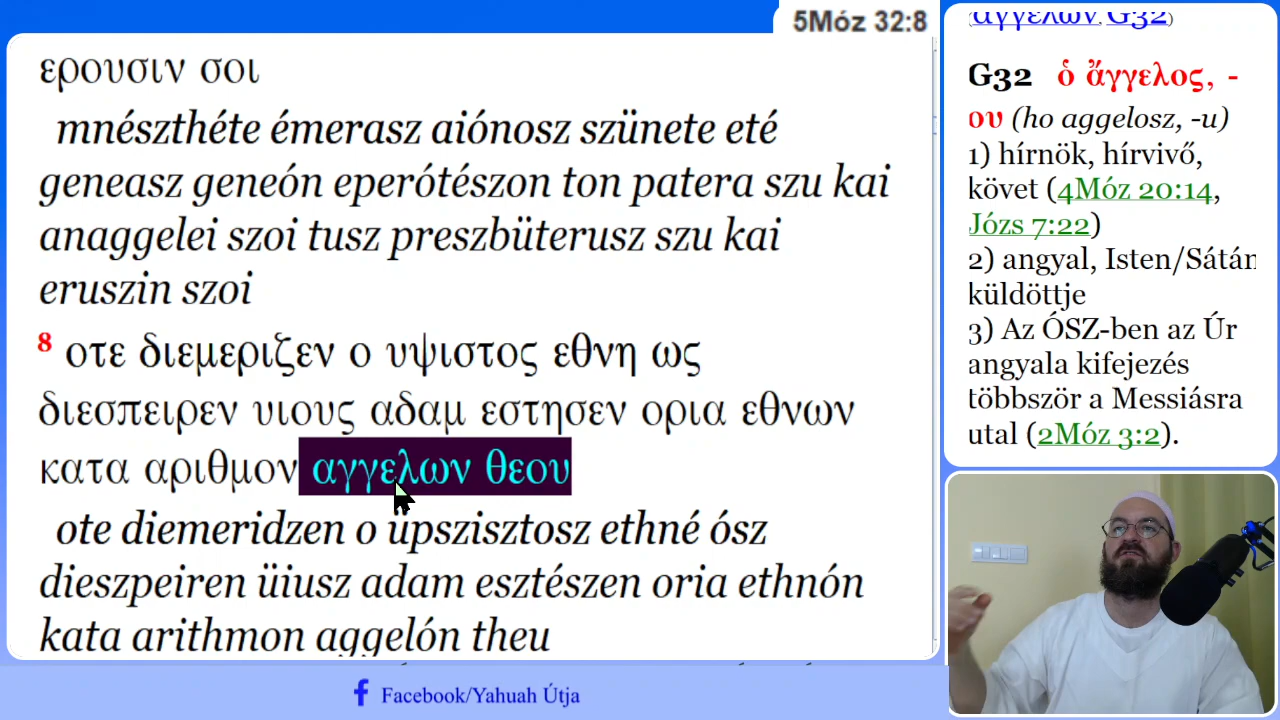 5Móz 32:8
ερουσιν σοι
mnészthéte émerasz aiónosz szünete eté
geneasz geneón eperótészon ton patera szu kai
anaggelei szoi tusz preszbüterusz szu kai
eruszin szoi
8 οτε διεμεριζεν ο υψιστος εθνη ως
διεσπειρεν υιους αδαμ εστησεν ορια εθνων
κατα αριθμον αγγελων θεου
ote diemeridzen o üpszisztosz ethné ósz
dieszpeiren üiusz adam esztészen oria ethnón
kata arithmon aggelón theu
Facebook/Yahuah Útja
(αγγελων, G32)
G32 ὁ ἄγγελος, -
ου (ho aggelosz, -u)
1) hírnök, hírvivő,
követ (4Móz 20:14,
Józs 7:22)
2) angyal, Isten/Sátán
küldöttje
3) Az ÓSZ-ben az Úr
angyala kifejezés
többször a Messiásra
utal (2Móz 3:2).